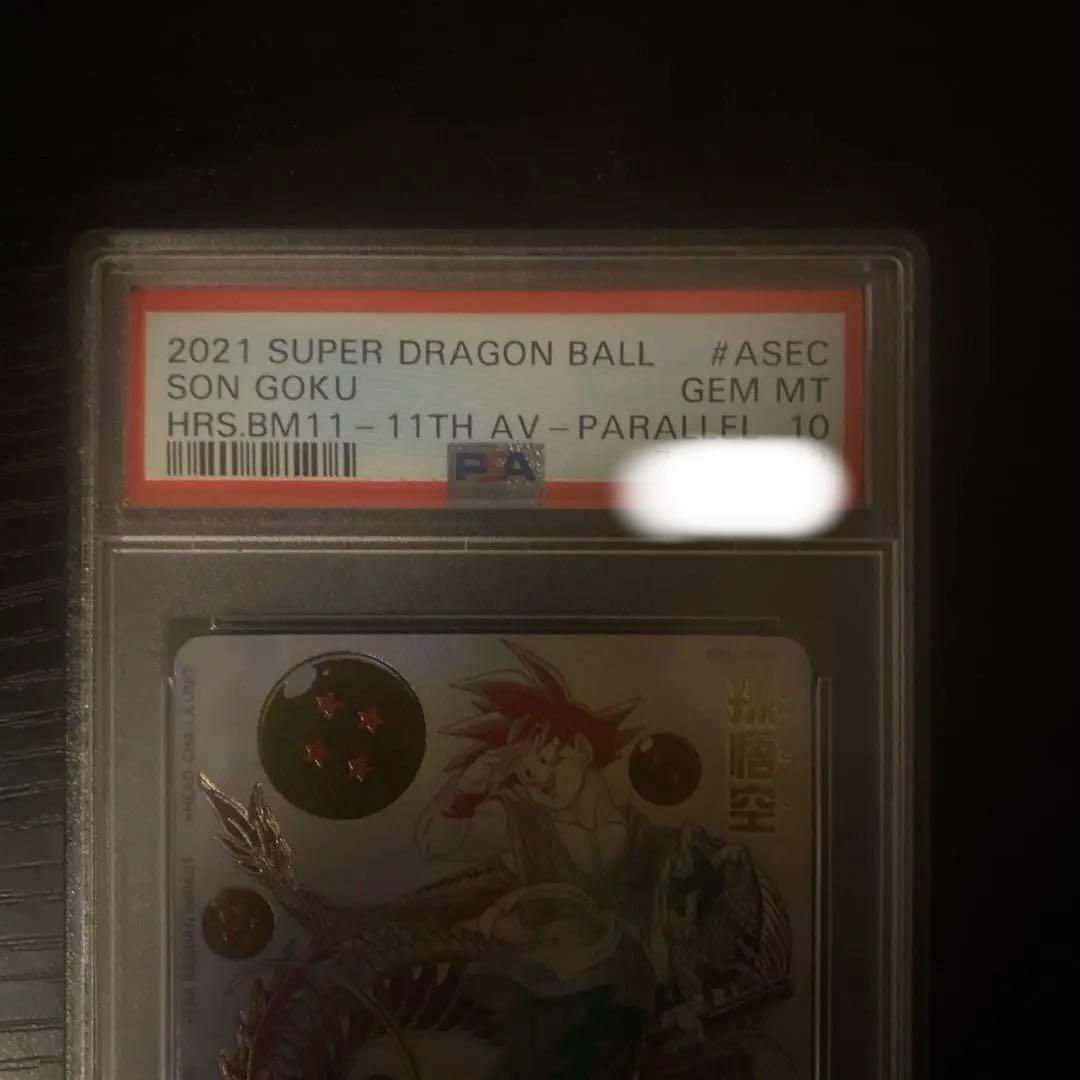 2021 SUPER DRAGON BALL #ASEC
SON GOKU GEM MT
HRS.BM11-11TH AV-PARALLEL 10
PSA
孫悟空